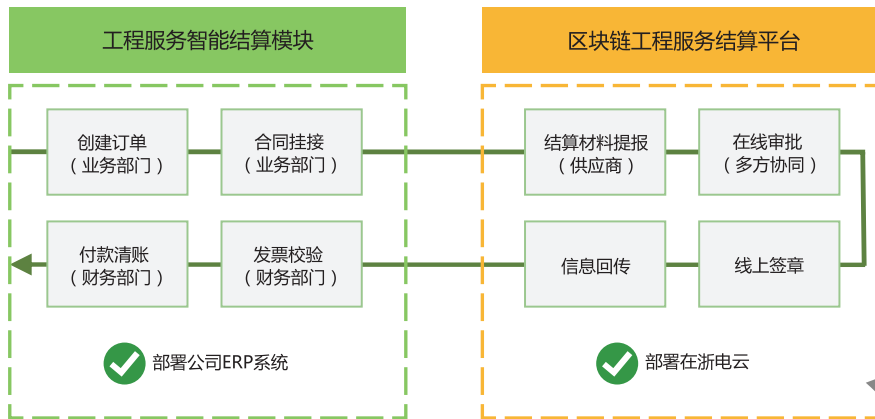 工程服务智能结算模块
区块链工程服务结算平台
创建订单
（业务部门）
合同挂接
（业务部门）
结算材料提报
（供应商）
在线审批
（多方协同）
付款清账
（财务部门）
发票校验
（财务部门）
信息回传
线上签章
部署公司ERP系统
部署在浙电云